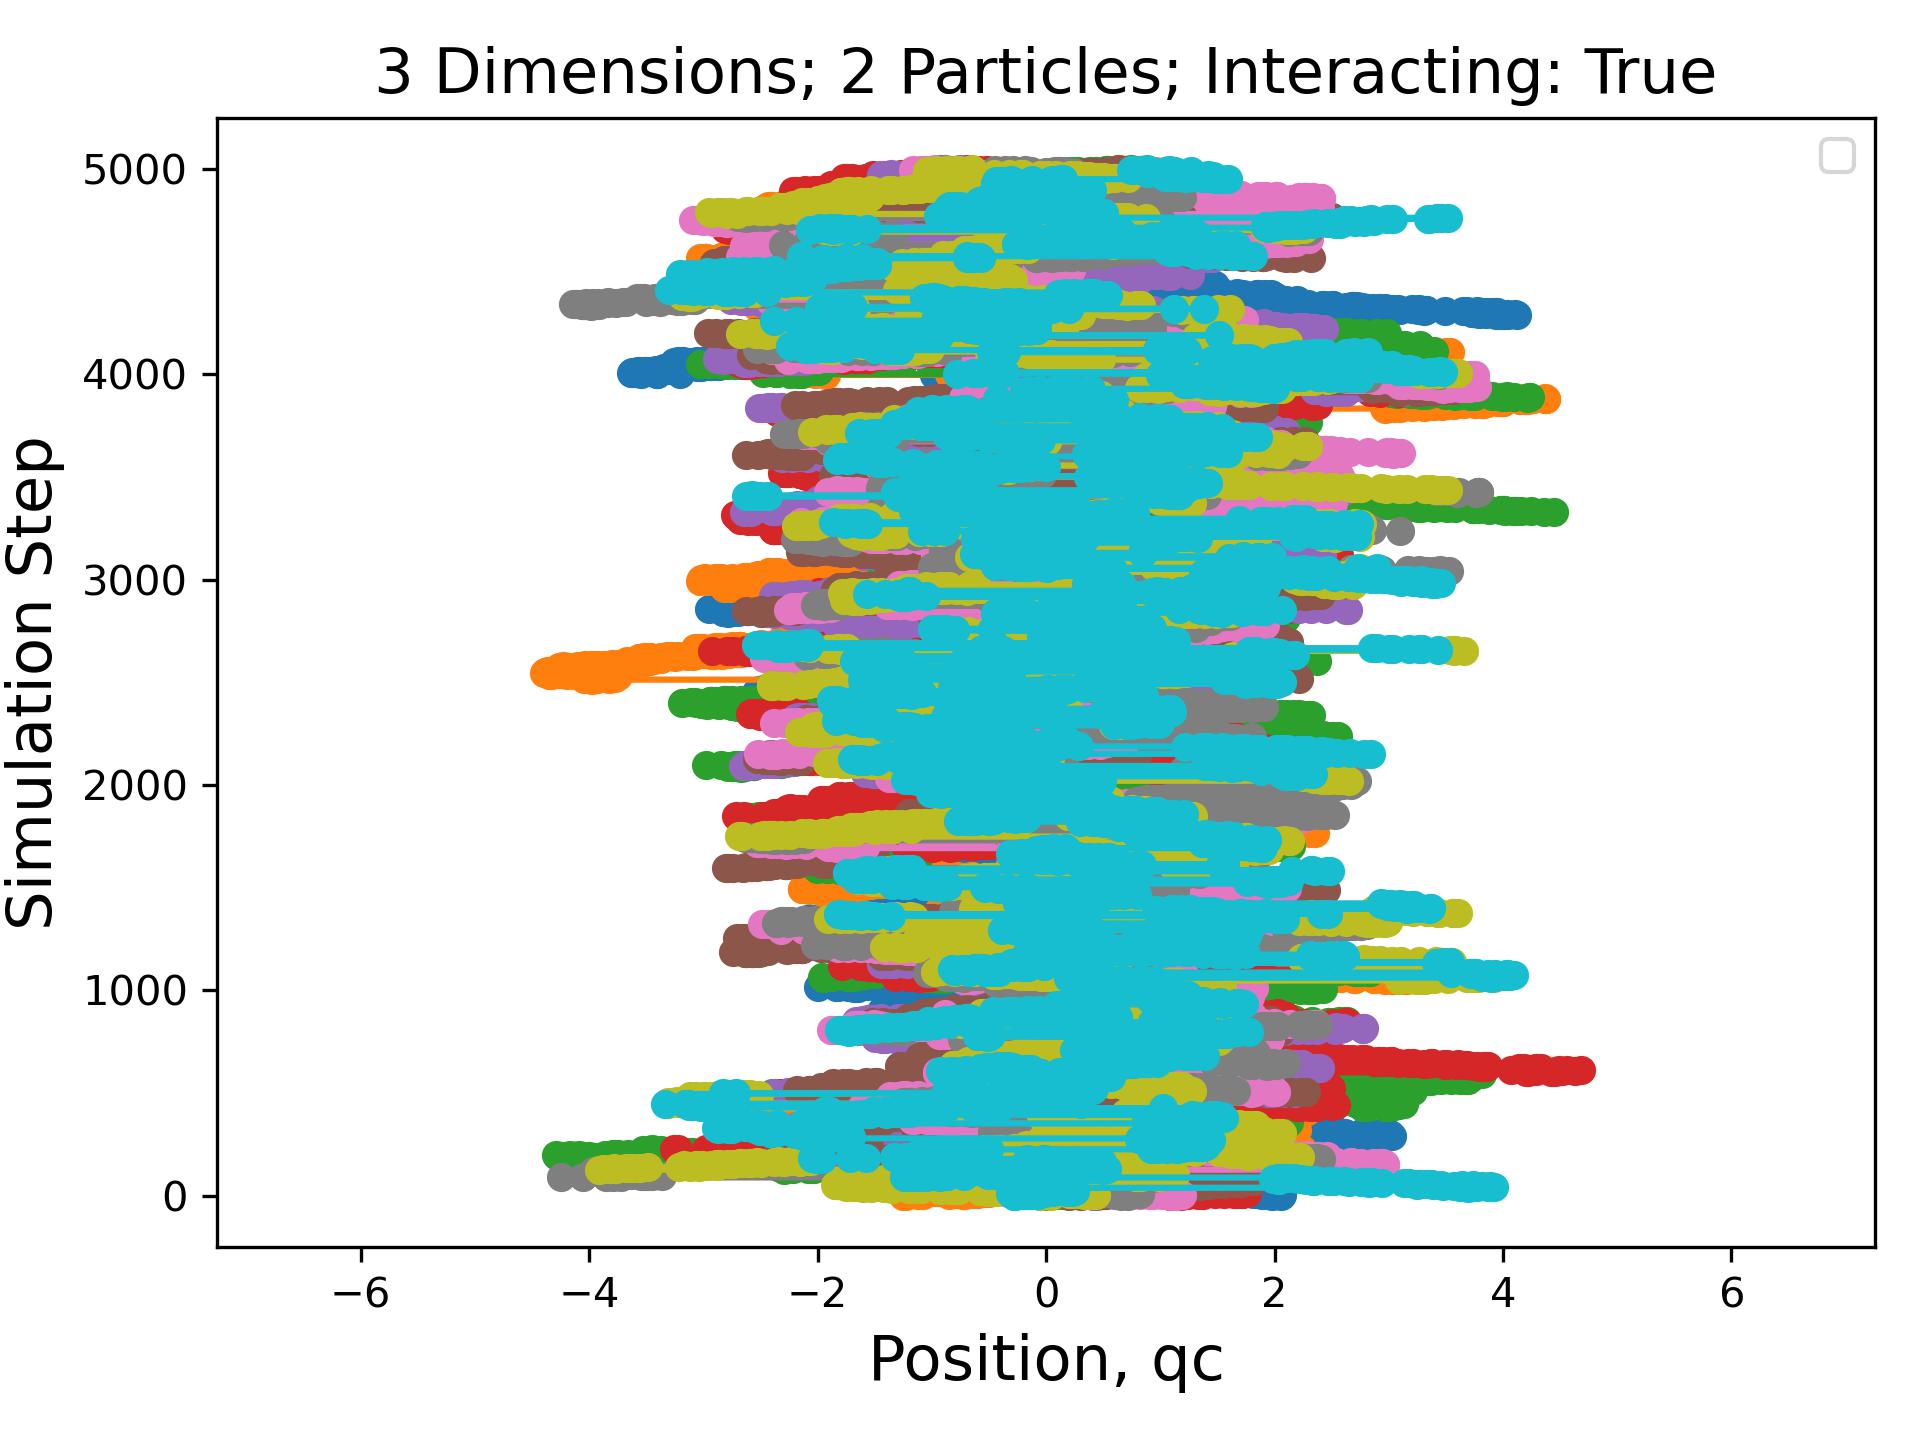 3 Dimensions; 2 Particles; Interacting: True
5000
4000
3000
2000
1000
0
Simulation Step
−6 −4 −2 0 2 4 6
Position, qc